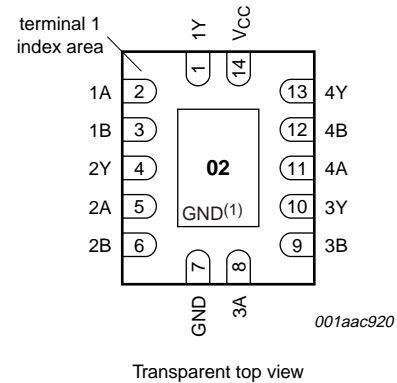 terminal 1
index area
1Y
VCC
1
14
1A 2
13 4Y
1B 3
12 4B
2Y 4
02
11 4A
2A 5
GND(1)
10 3Y
2B 6
9 3B
7
8
GND
3A
001aac920
Transparent top view